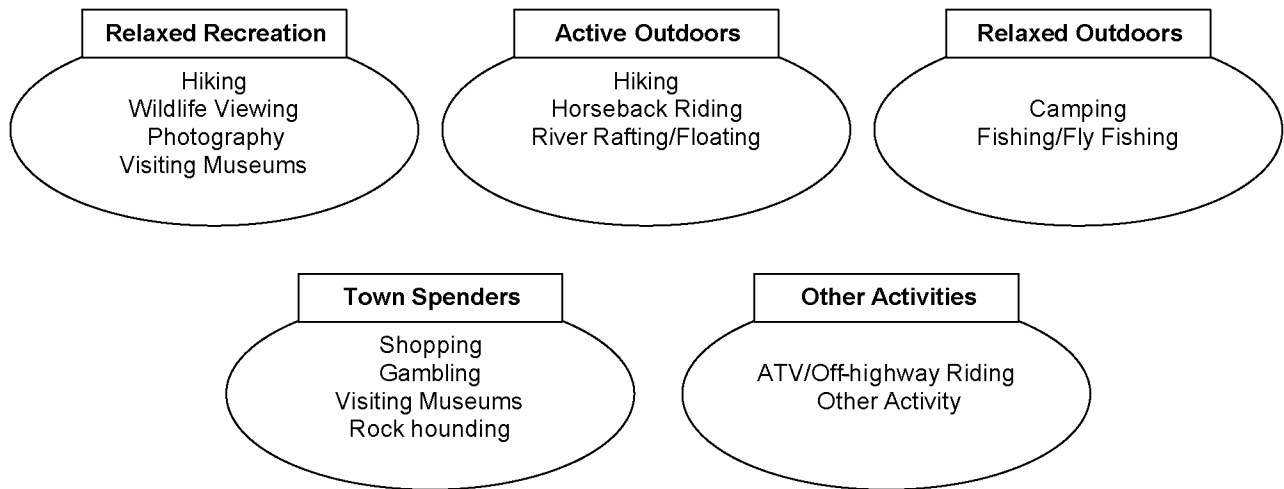 Relaxed Recreation
Hiking
Wildlife Viewing
Photography
Visiting Museums
Active Outdoors
Hiking
Horseback Riding
River Rafting/Floating
Relaxed Outdoors
Camping
Fishing/Fly Fishing
Town Spenders
Shopping
Gambling
Visiting Museums
Rock hounding
Other Activities
ATV/Off-highway Riding
Other Activity